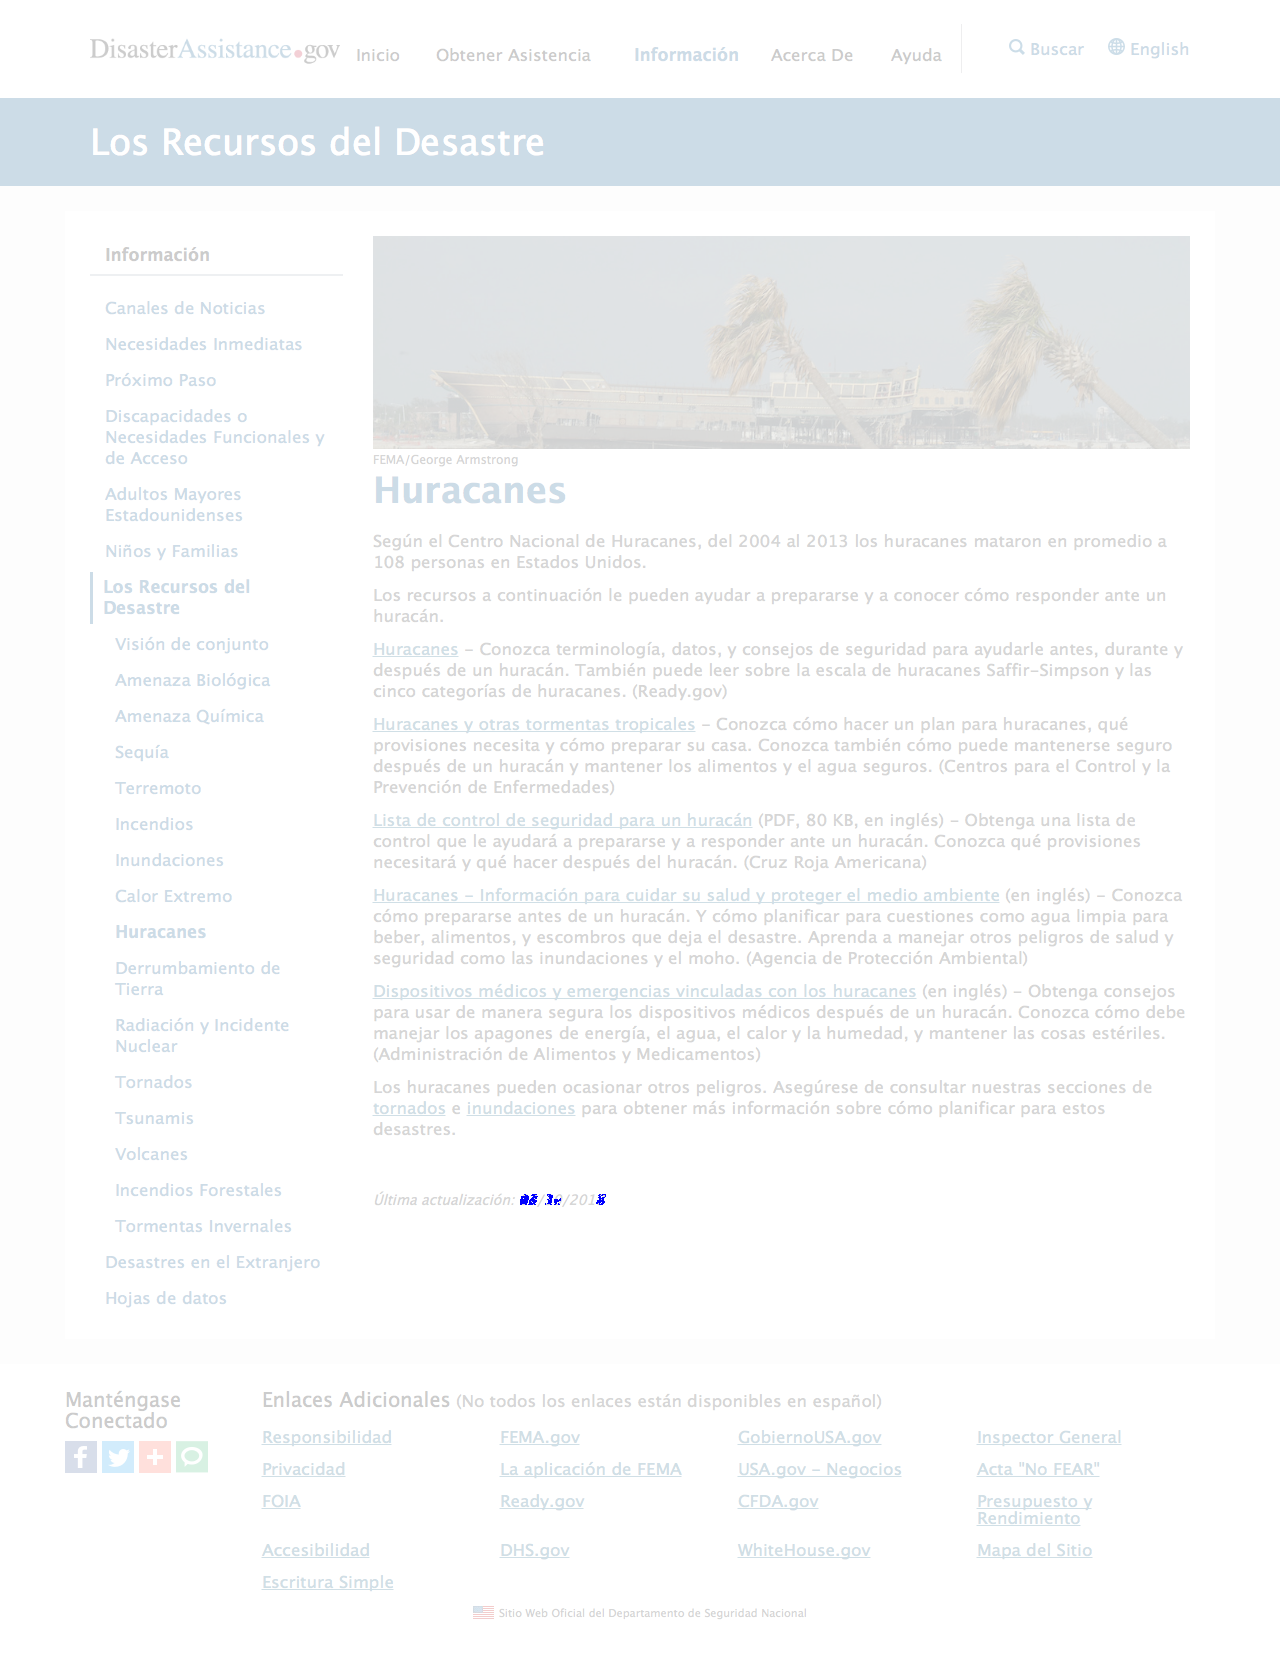 DisasterAssistance.gov
Inicio Obtener Asistencia Información Acerca De Ayuda Buscar English
Los Recursos del Desastre
Información
Canales de Noticias
Necesidades Inmediatas
Próximo Paso
Discapacidades o
Necesidades Funcionales y
de Acceso
Adultos Mayores
Estadounidenses
Niños y Familias
Los Recursos del
Desastre
Visión de conjunto
Amenaza Biológica
Amenaza Química
Sequía
Terremoto
Incendios
Inundaciones
Calor Extremo
Huracanes
Derrumbamiento de
Tierra
Radiación y Incidente
Nuclear
Tornados
Tsunamis
Volcanes
Incendios Forestales
Tormentas Invernales
Desastres en el Extranjero
Hojas de datos
FEMA/George Armstrong
Huracanes
Según el Centro Nacional de Huracanes, del 2004 al 2013 los huracanes mataron en promedio a
108 personas en Estados Unidos.
Los recursos a continuación le pueden ayudar a prepararse y a conocer cómo responder ante un
huracán.
Huracanes - Conozca terminología, datos, y consejos de seguridad para ayudarle antes, durante y
después de un huracán. También puede leer sobre la escala de huracanes Saffir-Simpson y las
cinco categorías de huracanes. (Ready.gov)
Huracanes y otras tormentas tropicales - Conozca cómo hacer un plan para huracanes, qué
provisiones necesita y cómo preparar su casa. Conozca también cómo puede mantenerse seguro
después de un huracán y mantener los alimentos y el agua seguros. (Centros para el Control y la
Prevención de Enfermedades)
Lista de control de seguridad para un huracán (PDF, 80 KB, en inglés) - Obtenga una lista de
control que le ayudará a prepararse y a responder ante un huracán. Conozca qué provisiones
necesitará y qué hacer después del huracán. (Cruz Roja Americana)
Huracanes - Información para cuidar su salud y proteger el medio ambiente (en inglés) - Conozca
cómo prepararse antes de un huracán. Y cómo planificar para cuestiones como agua limpia para
beber, alimentos, y escombros que deja el desastre. Aprenda a manejar otros peligros de salud y
seguridad como las inundaciones y el moho. (Agencia de Protección Ambiental)
Dispositivos médicos y emergencias vinculadas con los huracanes (en inglés) - Obtenga consejos
para usar de manera segura los dispositivos médicos después de un huracán. Conozca cómo debe
manejar los apagones de energía, el agua, el calor y la humedad, y mantener las cosas estériles.
(Administración de Alimentos y Medicamentos)
Los huracanes pueden ocasionar otros peligros. Asegúrese de consultar nuestras secciones de
tornados e inundaciones para obtener más información sobre cómo planificar para estos
desastres.
Última actualización:
Manténgase
Conectado
Enlaces Adicionales (No todos los enlaces están disponibles en español)
Responsibilidad FEMA.gov GobiernoUSA.gov Inspector General
Privacidad La aplicación de FEMA USA.gov - Negocios Acta "No FEAR"
FOIA Ready.gov CFDA.gov Presupuesto y
Rendimiento
Accesibilidad DHS.gov WhiteHouse.gov Mapa del Sitio
Escritura Simple
Sitio Web Oficial del Departamento de Seguridad Nacional